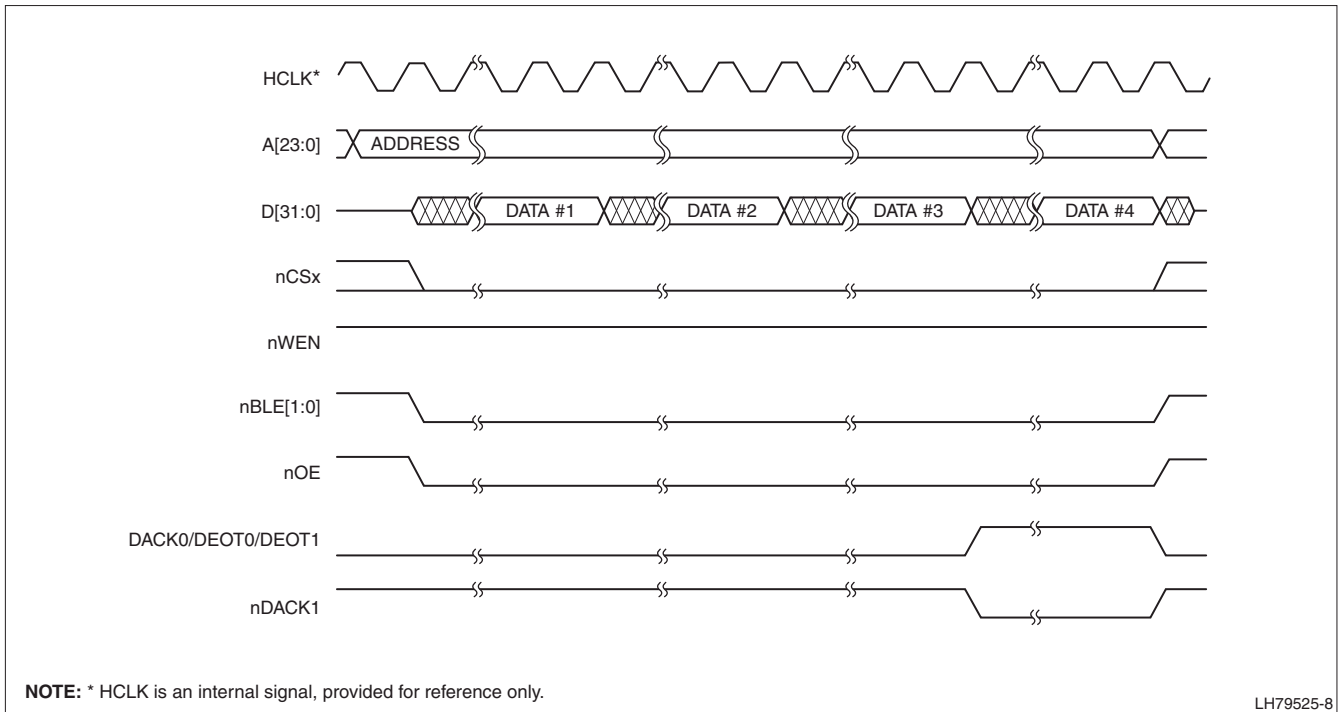 HCLK*
A[23:0] ADDRESS
D[31:0] DATA #1 DATA #2 DATA #3 DATA #4
nCSx
nWEN
nBLE[1:0]
nOE
DACK0/DEOT0/DEOT1
nDACK1
NOTE: * HCLK is an internal signal, provided for reference only.
LH79525-8